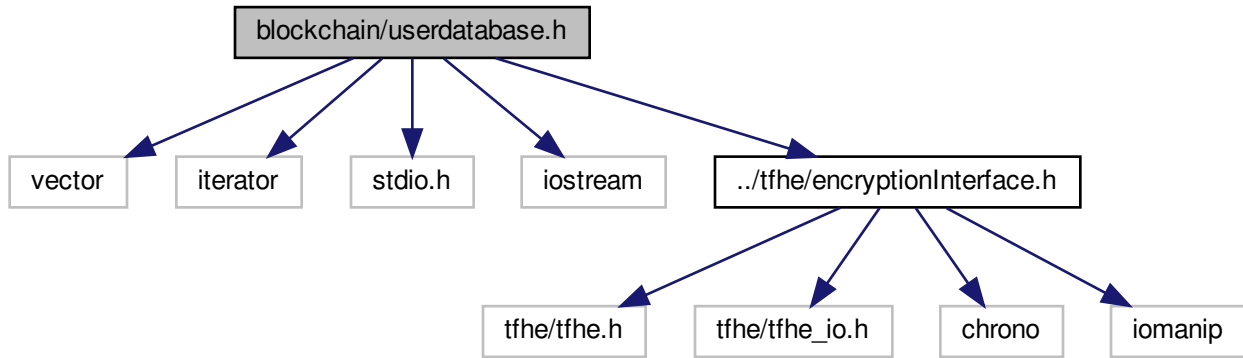 blockchain/userdatabase.h
vector
iterator
stdio.h
iostream
../tfhe/encryptionInterface.h
tfhe/tfhe.h
tfhe/tfhe_io.h
chrono
iomanip